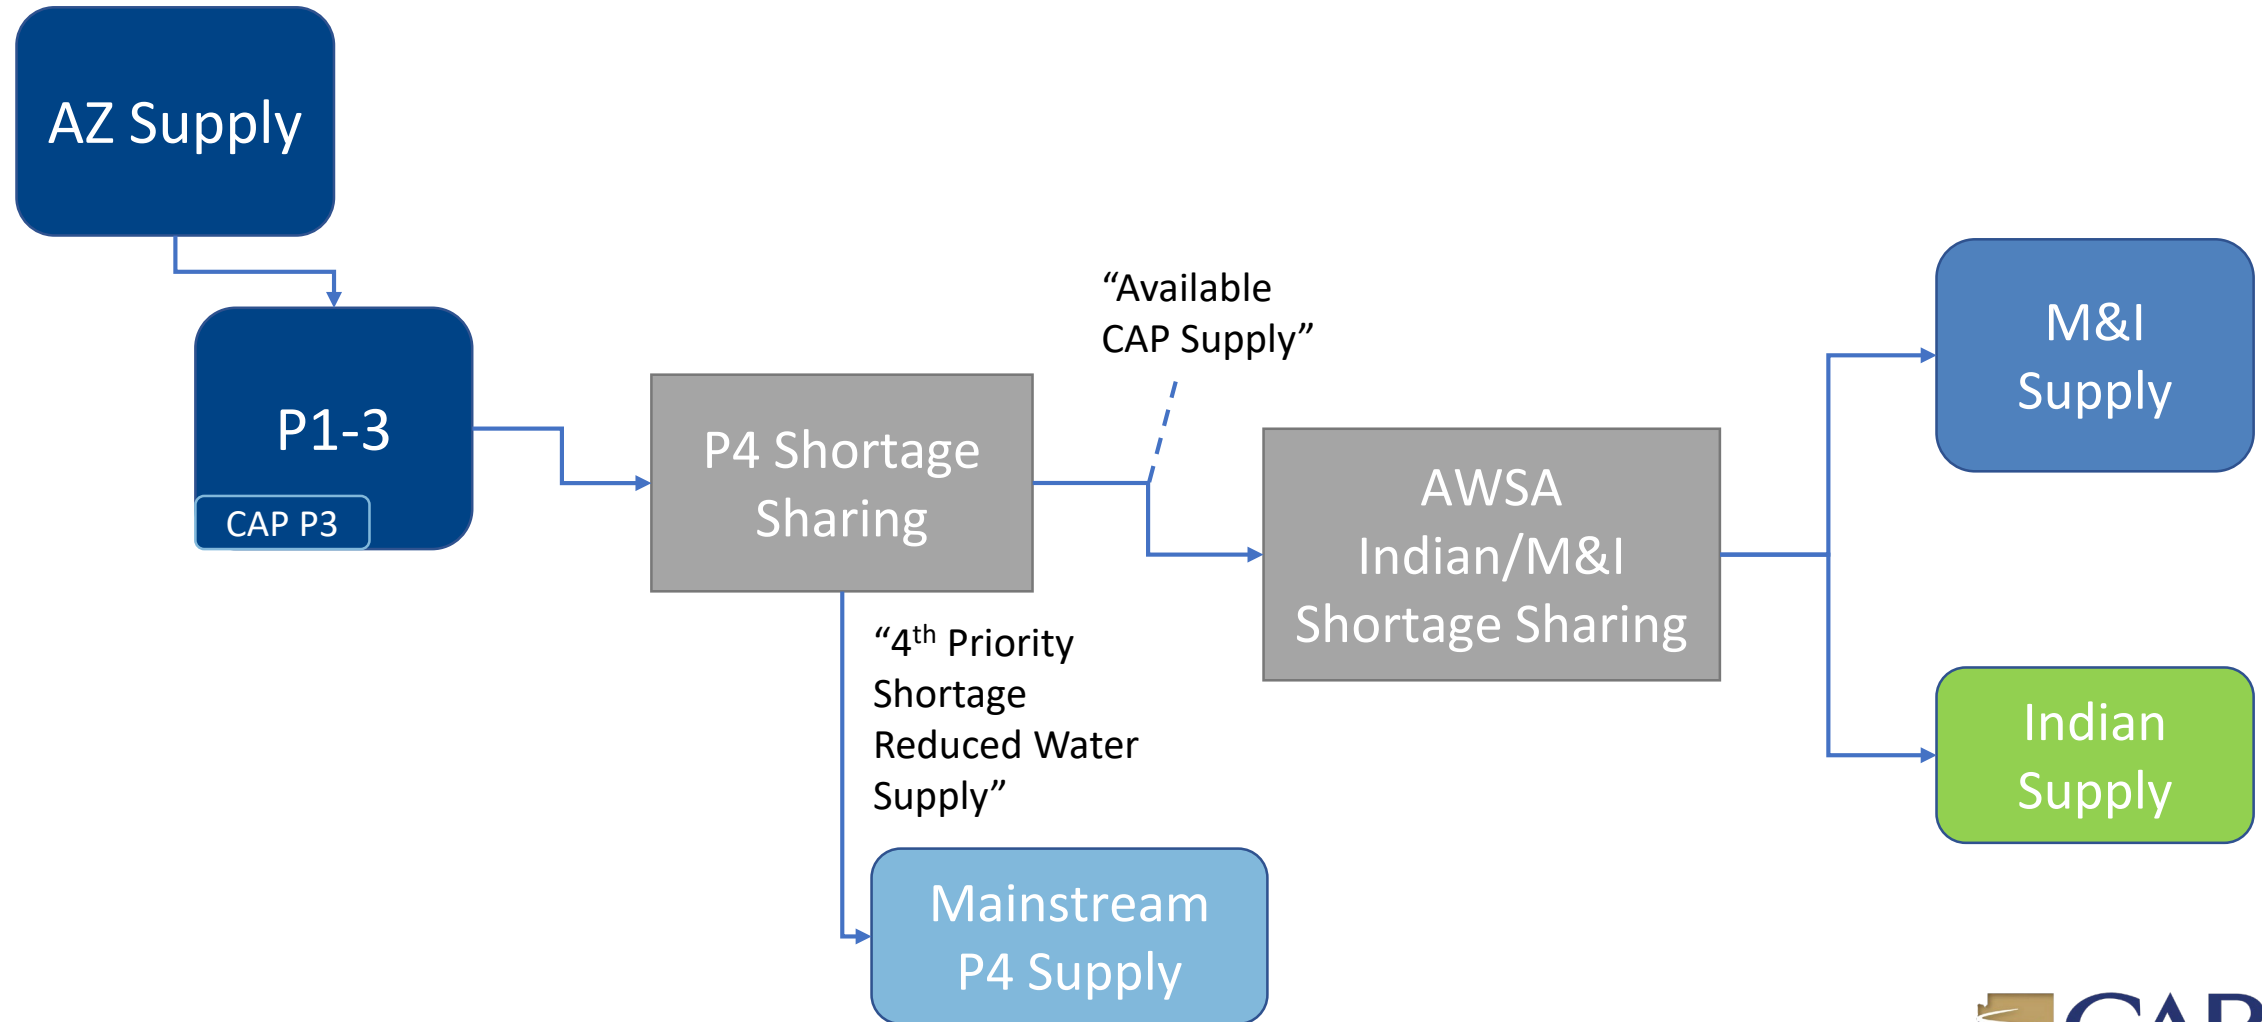 AZ Supply
P1-3
CAP P3
P4 Shortage
Sharing
“Available
CAP Supply”
“4th Priority
Shortage
Reduced Water
Supply”
Mainstream
P4 Supply
AWSA
Indian/M&I
Shortage Sharing
M&I
Supply
Indian
Supply
CAP